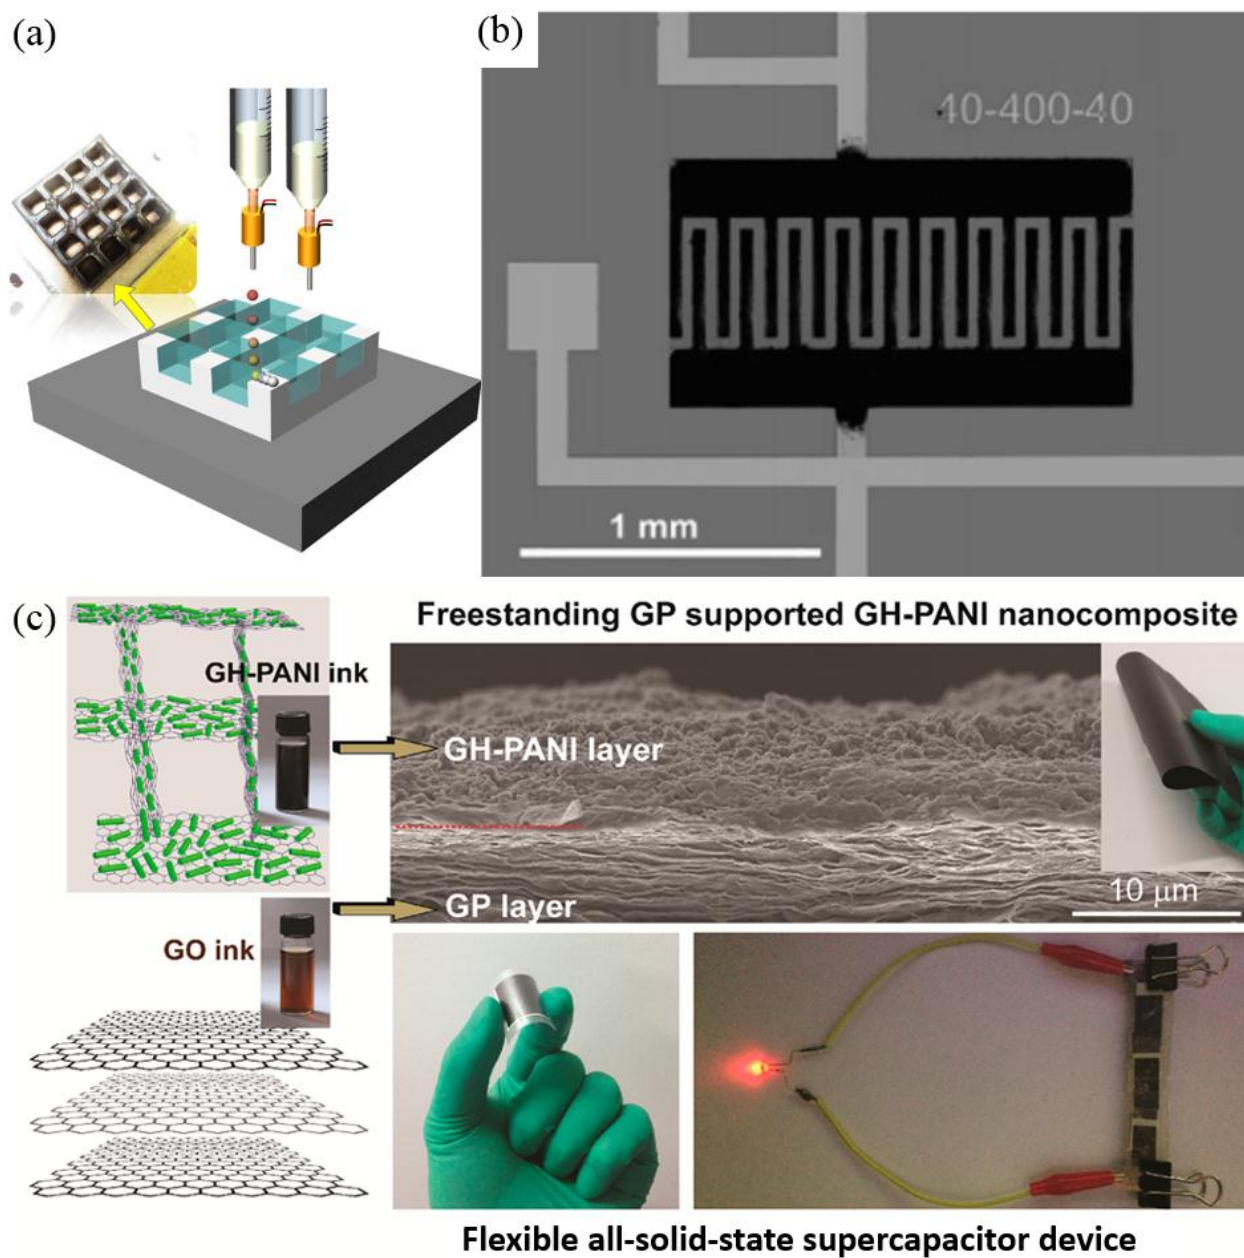 (a)
(b)
40-400-40
1 mm
(c)
Freestanding GP supported GH-PANI nanocomposite
GH-PANI ink
GH-PANI layer
GP layer
10 μm
GO ink
Flexible all-solid-state supercapacitor device